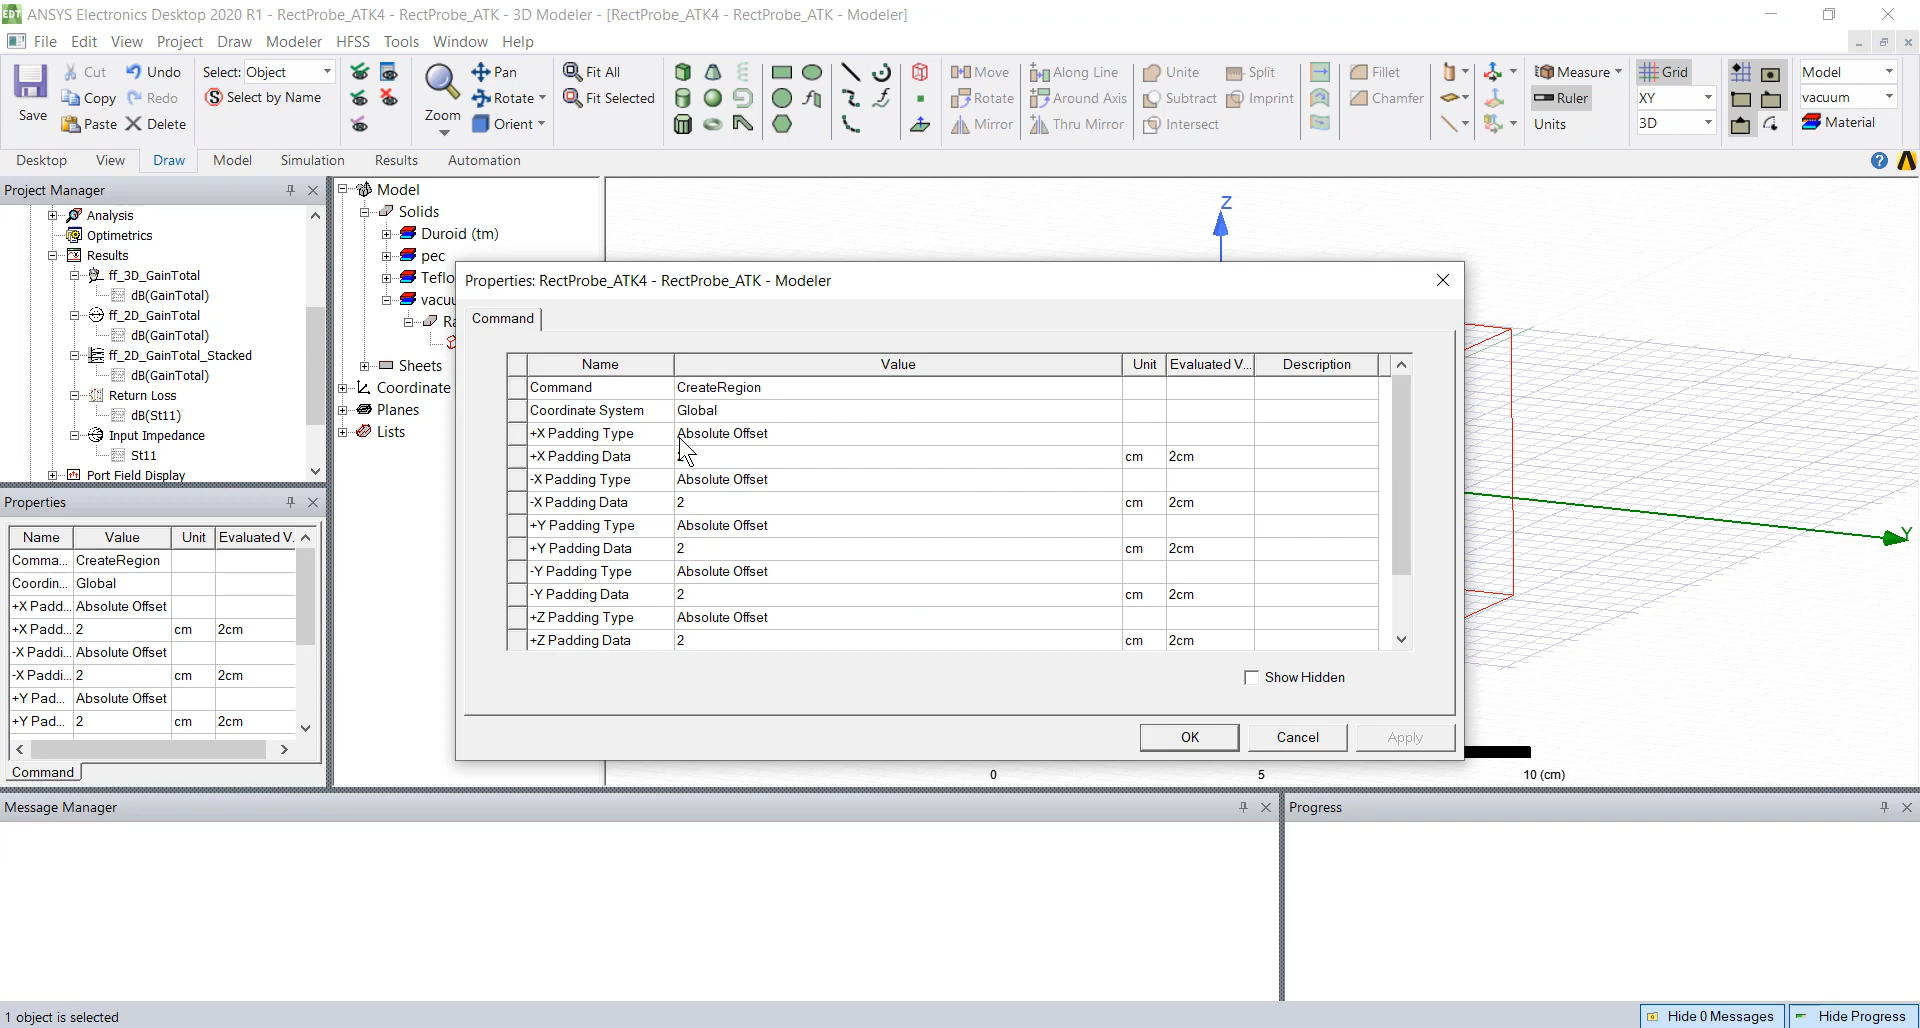 ANSYS Electronics Desktop 2020 R1 - RectProbe_ATK4 - RectProbe_ATK - 3D Modeler - [RectProbe_ATK4 - RectProbe_ATK - Modeler]
File Edit View Project Draw Modeler HFSS Tools Window Help
Save
Cut Undo
Copy Redo
Paste Delete
Select: Object
Select by Name
Zoom
Pan
Rotate
Orient
Fit All
Fit Selected
Move Along Line
Rotate Around Axis
Mirror Thru Mirror
Unite Split
Subtract Imprint
Intersect
Fillet
Chamfer
Measure Grid
Ruler XY
Units 3D
Model
vacuum
Material
Desktop View Draw Model Simulation Results Automation
Project Manager
Analysis
Optimetrics
Results
ff_3D_GainTotal
dB(GainTotal)
ff_2D_GainTotal
dB(GainTotal)
ff_2D_GainTotal_Stacked
dB(GainTotal)
Return Loss
dB(St11)
Input Impedance
St11
Port Field Display
Model
Solids
Duroid (tm)
pec
Teflo
vacuu
Ra
Sheets
Coordinate
Planes
Lists
Properties
Name Value Unit Evaluated V.
Comma... CreateRegion
Coordin... Global
+X Padd... Absolute Offset
+X Padd... 2 cm 2cm
-X Paddi... Absolute Offset
-X Paddi... 2 cm 2cm
+Y Pad... Absolute Offset
+Y Pad... 2 cm 2cm
Command
Properties: RectProbe_ATK4 - RectProbe_ATK - Modeler
Command
Name Value Unit Evaluated V... Description
Command CreateRegion
Coordinate System Global
+X Padding Type Absolute Offset
+X Padding Data 2 cm 2cm
-X Padding Type Absolute Offset
-X Padding Data 2 cm 2cm
+Y Padding Type Absolute Offset
+Y Padding Data 2 cm 2cm
-Y Padding Type Absolute Offset
-Y Padding Data 2 cm 2cm
+Z Padding Type Absolute Offset
+Z Padding Data 2 cm 2cm
Show Hidden
OK Cancel Apply
Z
Y
0 5 10 (cm)
Message Manager
Progress
1 object is selected
Hide 0 Messages Hide Progress